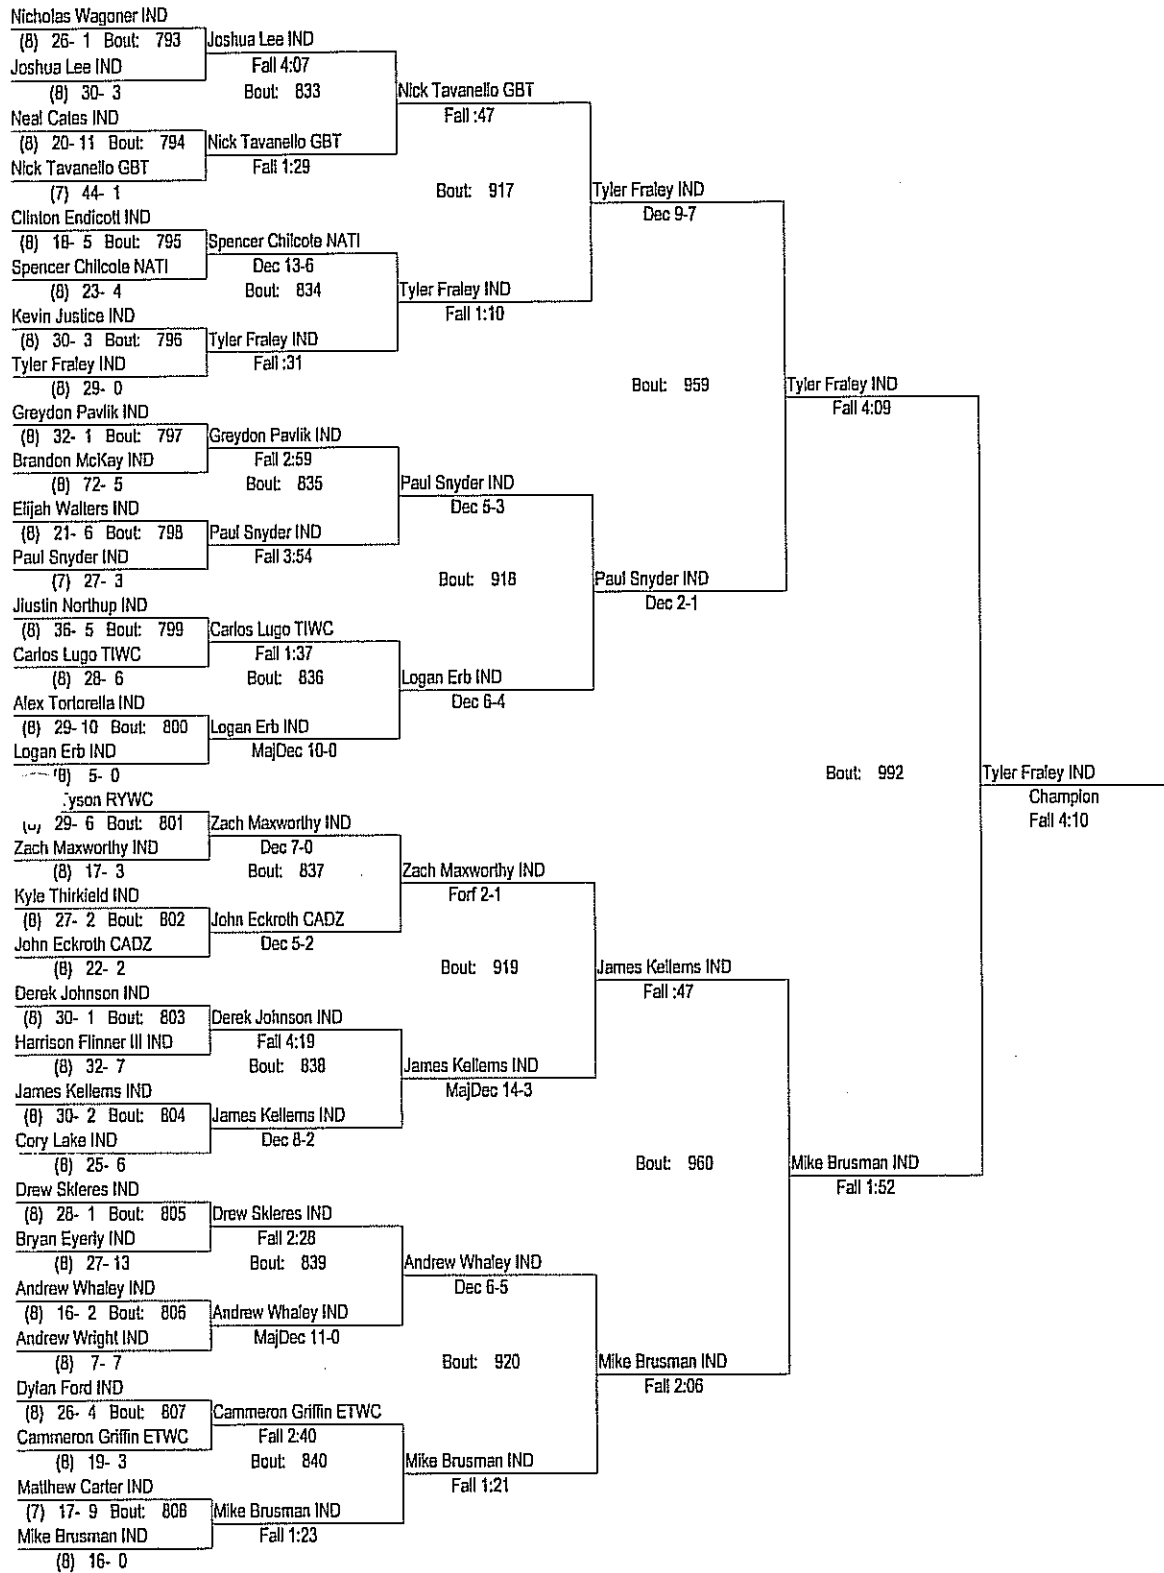 Nicholas Wagoner IND
(8) 26- 1 Bout: 793
Joshua Lee IND
(8) 30- 3
Joshua Lee IND
Fall 4:07
Bout: 833
Neal Cales IND
(8) 20-11 Bout: 794
Nick Tavanello GBT
(7) 44- 1
Nick Tavanello GBT
Fall 1:29
Nick Tavanello GBT
Fall :47
Bout: 917
Clinton Endicott IND
(8) 18- 5 Bout: 795
Spencer Chilcote NATI
(8) 23- 4
Spencer Chilcote NATI
Dec 13-6
Bout: 834
Kevin Justice IND
(8) 30- 3 Bout: 796
Tyler Fraley IND
(8) 29- 0
Tyler Fraley IND
Fall :31
Tyler Fraley IND
Fall 1:10
Tyler Fraley IND
Dec 9-7
Bout: 959
Greydon Pavlik IND
(8) 32- 1 Bout: 797
Brandon McKay IND
(8) 72- 5
Greydon Pavlik IND
Fall 2:59
Bout: 835
Elijah Walters IND
(8) 21- 6 Bout: 798
Paul Snyder IND
(7) 27- 3
Paul Snyder IND
Fall 3:54
Paul Snyder IND
Dec 5-3
Bout: 918
Jiustin Northup IND
(8) 36- 5 Bout: 799
Carlos Lugo TIWC
(8) 28- 6
Carlos Lugo TIWC
Fall 1:37
Bout: 836
Alex Tortorella IND
(8) 29-10 Bout: 800
Logan Erb IND
8) 5- 0
Logan Erb IND
MajDec 10-0
Logan Erb IND
Dec 6-4
Paul Snyder IND
Dec 2-1
Tyler Fraley IND
Fall 4:09
Bout: 992
yson RYWC
29- 6 Bout: 801
Zach Maxworthy IND
(8) 17- 3
Zach Maxworthy IND
Dec 7-0
Bout: 837
Kyle Thirkield IND
(8) 27- 2 Bout: 802
John Eckroth CADZ
(8) 22- 2
John Eckroth CADZ
Dec 5-2
Zach Maxworthy IND
Forf 2-1
Bout: 919
Derek Johnson IND
(8) 30- 1 Bout: 803
Harrison Flinner III IND
(8) 32- 7
Derek Johnson IND
Fall 4:19
Bout: 838
James Kellems IND
(8) 30- 2 Bout: 804
Cory Lake IND
(8) 25- 6
James Kellems IND
Dec 8-2
James Kellems IND
MajDec 14-3
James Kellems IND
Fall :47
Bout: 960
Drew Skieres IND
(8) 28- 1 Bout: 805
Bryan Eyerly IND
(8) 27-13
Drew Skieres IND
Fall 2:28
Bout: 839
Andrew Whaley IND
(8) 16- 2 Bout: 806
Andrew Wright IND
(8) 7- 7
Andrew Whaley IND
MajDec 11-0
Andrew Whaley IND
Dec 6-5
Bout: 920
Dylan Ford IND
(8) 26- 4 Bout: 807
Cammeron Griffin ETWC
(8) 19- 3
Cammeron Griffin ETWC
Fall 2:40
Bout: 840
Matthew Carter IND
(7) 17- 9 Bout: 808
Mike Brusman IND
(8) 16- 0
Mike Brusman IND
Fall 1:23
Mike Brusman IND
Fall 1:21
Mike Brusman IND
Fall 2:06
Mike Brusman IND
Fall 1:52
Tyler Fraley IND
Champion
Fall 4:10